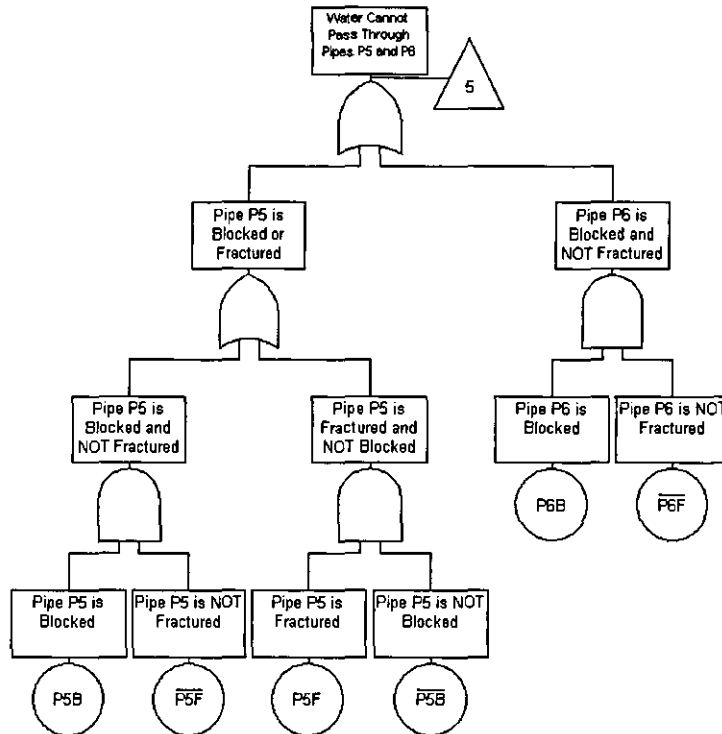 Water Cannot
Pass Through
Pipes P5 and P6
5
Pipe P5 is
Blocked or
Fractured
Pipe P6 is
Blocked and
NOT Fractured
Pipe P5 is
Blocked and
NOT Fractured
Pipe P5 is
Fractured and
NOT Blocked
Pipe P6 is
Blocked
Pipe P6 is NOT
Fractured
P6B
P̅6̅F̅
Pipe P5 is
Blocked
Pipe P5 is NOT
Fractured
Pipe P5 is
Fractured
Pipe P5 is NOT
Blocked
P5B
P̅5̅F̅
P5F
P̅5̅B̅